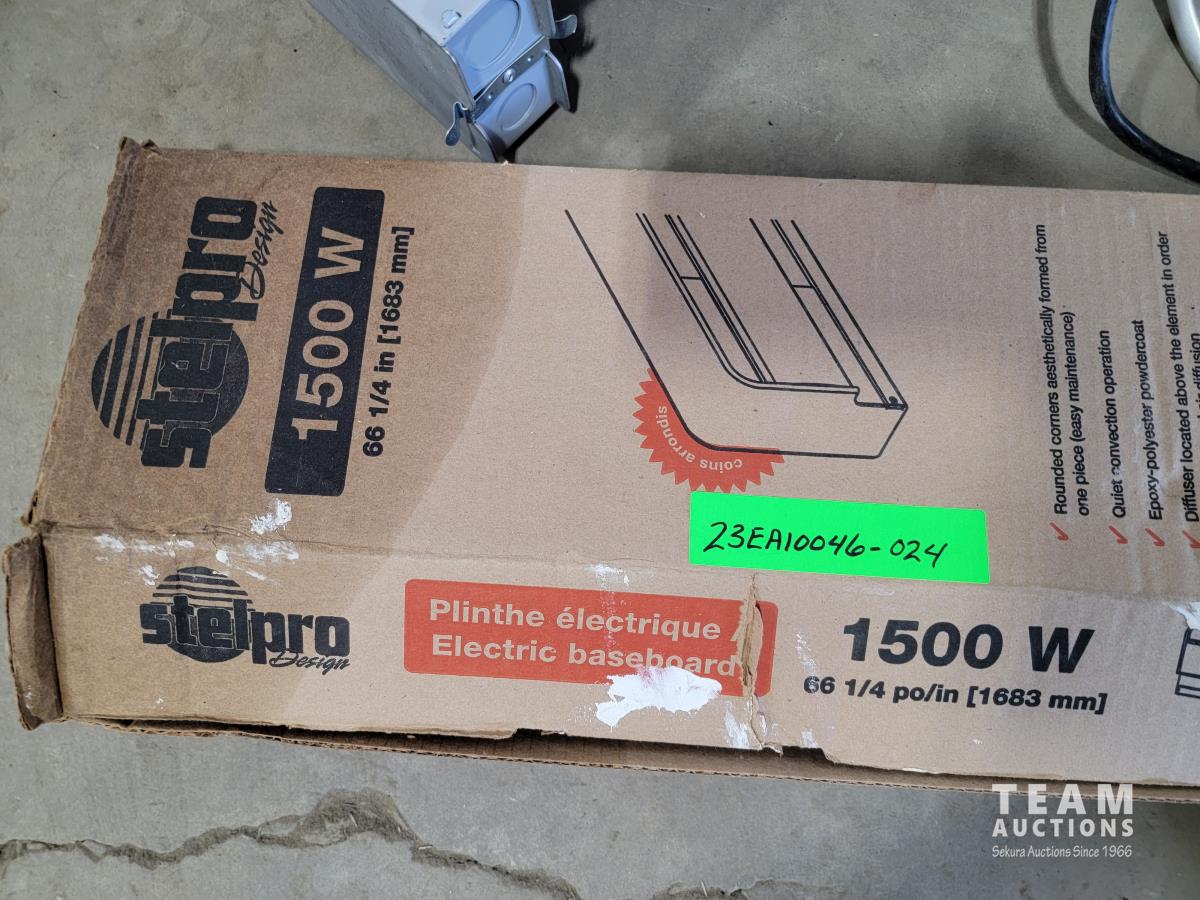 stelpro
Design
1500 W
66 1/4 in [1683 mm]
coins arrondis
Rounded corners aesthetically formed from
one piece (easy maintenance)
Quiet convection operation
Epoxy-polyester powdercoat
Diffuser located above the element in order
diffusion
23EA10046-024
stelpro
Design
Plinthe électrique /
Electric baseboard
1500 W
66 1/4 po/in [1683 mm]
TEAM
AUCTIONS
Sekura Auctions Since 1966